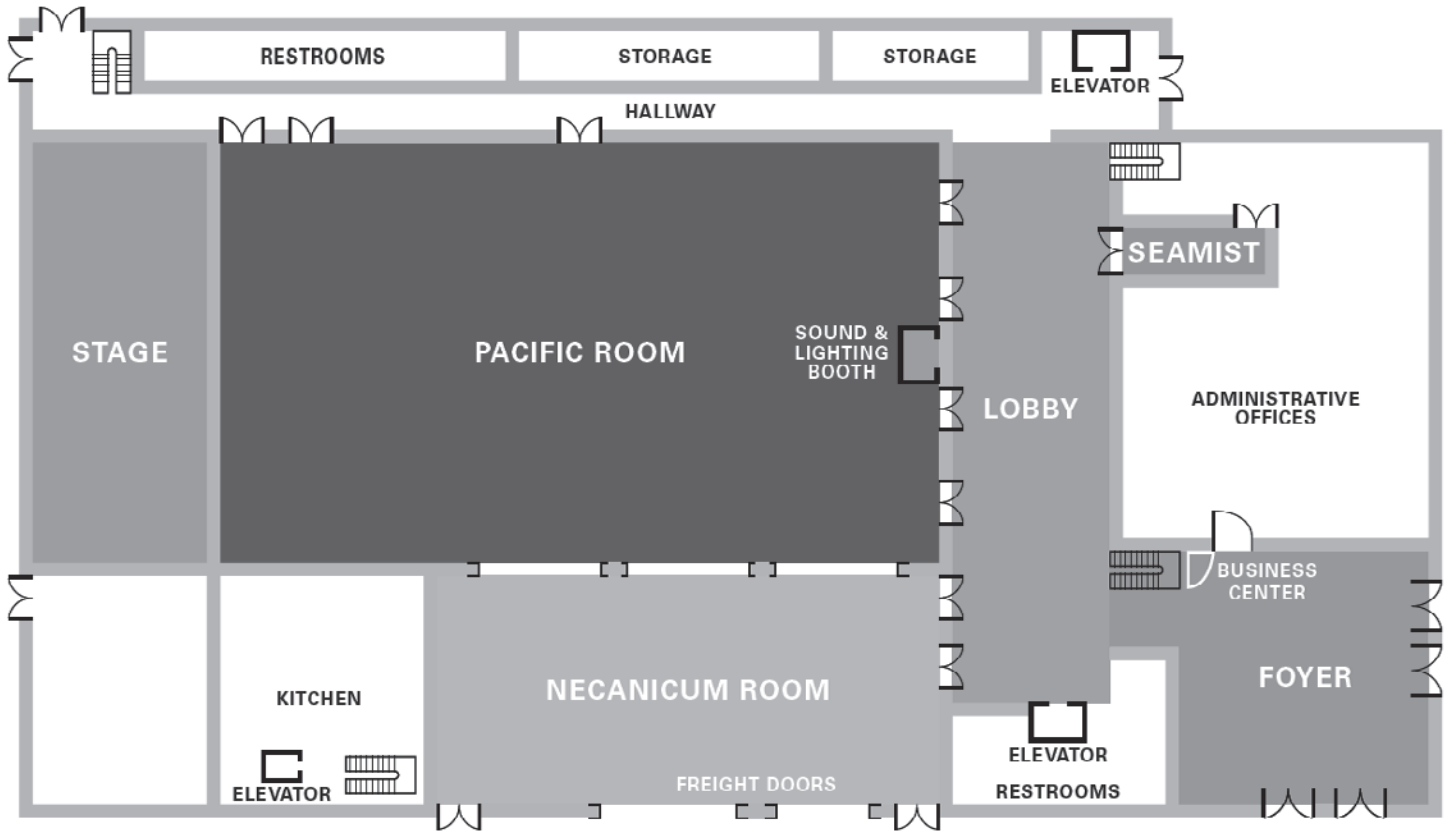 RESTROOMS
STORAGE
STORAGE
ELEVATOR
HALLWAY
SEAMIST
STAGE
PACIFIC ROOM
SOUND &
LIGHTING
BOOTH
LOBBY
ADMINISTRATIVE
OFFICES
BUSINESS
CENTER
FOYER
KITCHEN
NECANICUM ROOM
ELEVATOR
FREIGHT DOORS
ELEVATOR
RESTROOMS